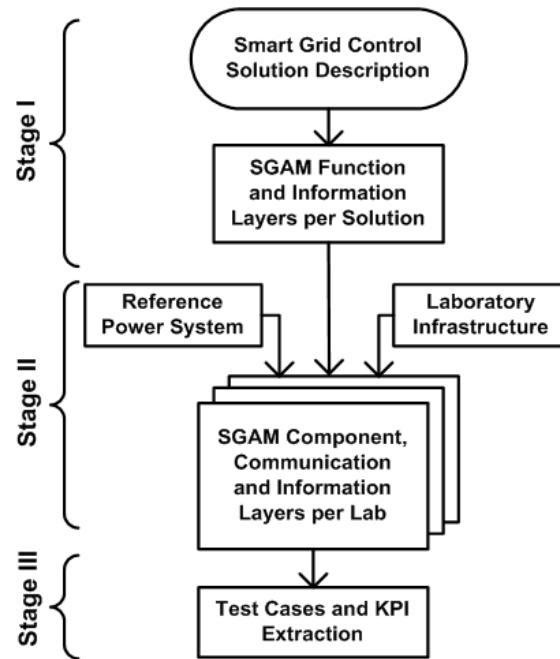 Stage I
Smart Grid Control
Solution Description
SGAM Function
and Information
Layers per Solution
Stage II
Reference
Power System
Laboratory
Infrastructure
SGAM Component,
Communication
and Information
Layers per Lab
Stage III
Test Cases and KPI
Extraction